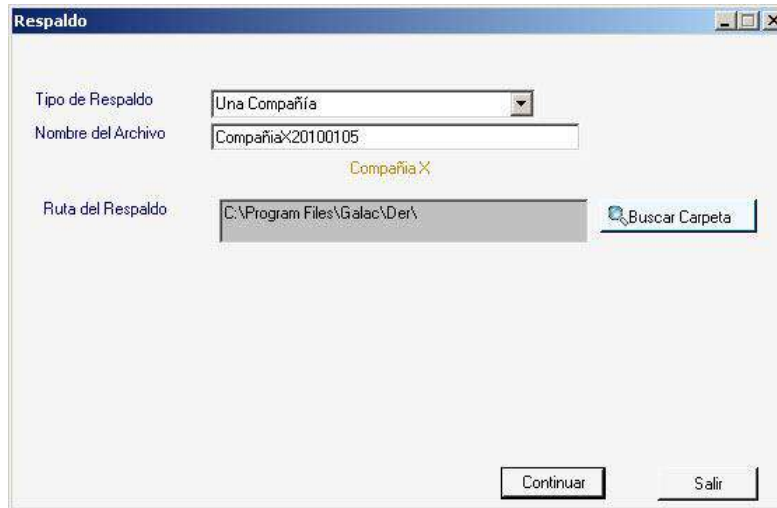 Respaldo
Tipo de Respaldo Una Compañía
Nombre del Archivo CompañiaX20100105
Compañia X
Ruta del Respaldo C:\Program Files\Galac\Der\ Buscar Carpeta
Continuar Salir